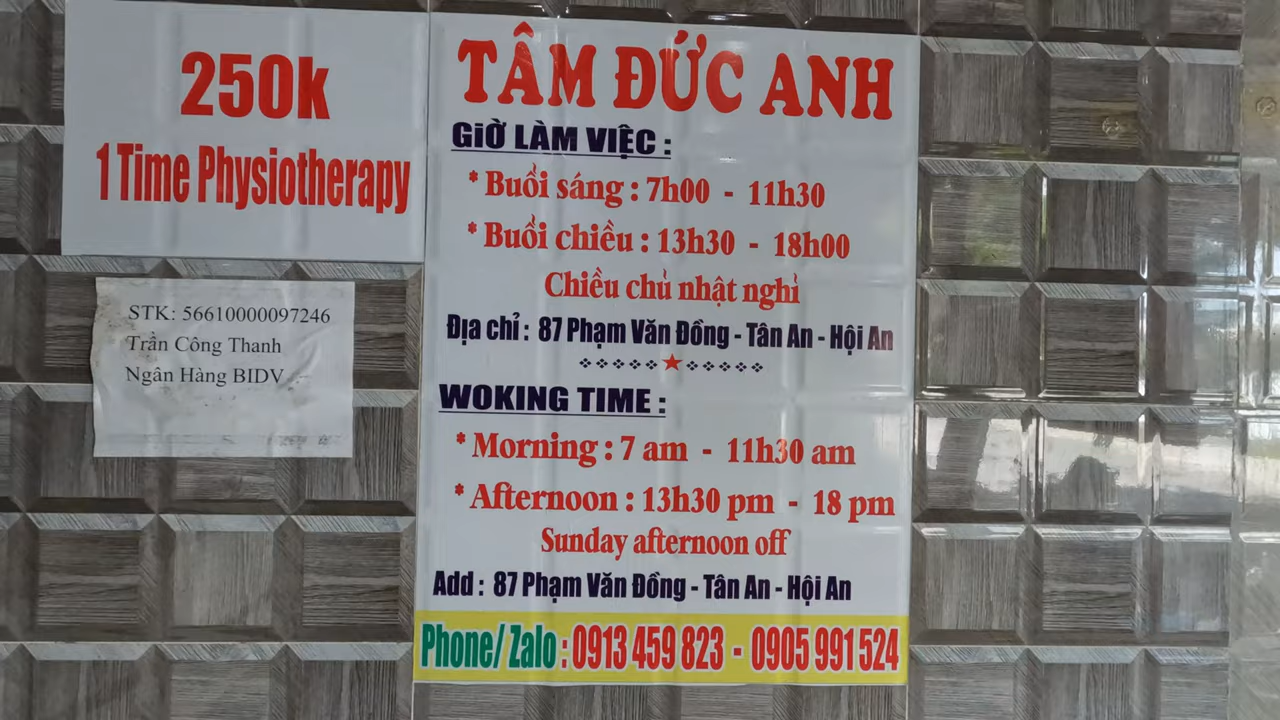 250k
1 Time Physiotherapy
STK: 56610000097246
Trần Công Thanh
Ngân Hàng BIDV
TÂM ĐỨC ANH
GiỜ LÀM VIỆC :
* Buổi sáng : 7h00 - 11h30
* Buổi chiều : 13h30 - 18h00
Chiều chủ nhật nghỉ
Địa chỉ : 87 Phạm Văn Đồng - Tân An - Hội An
WOKING TIME :
* Morning : 7 am - 11h30 am
* Afternoon : 13h30 pm - 18 pm
Sunday afternoon off
Add : 87 Phạm Văn Đồng - Tân An - Hội An
Phone/ Zalo : 0913 459 823 - 0905 991 524